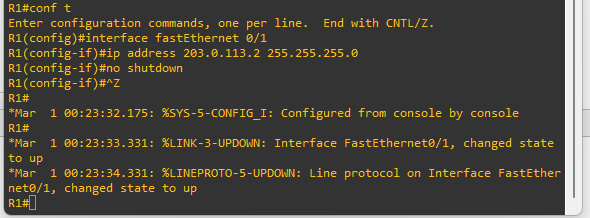 R1#conf t
Enter configuration commands, one per line.  End with CNTL/Z.
R1(config)#interface fastEthernet 0/1
R1(config-if)#ip address 203.0.113.2 255.255.255.0
R1(config-if)#no shutdown
R1(config-if)#^Z
R1#
*Mar  1 00:23:32.175: %SYS-5-CONFIG_I: Configured from console by console
R1#
*Mar  1 00:23:33.331: %LINK-3-UPDOWN: Interface FastEthernet0/1, changed state
to up
*Mar  1 00:23:34.331: %LINEPROTO-5-UPDOWN: Line protocol on Interface FastEther
net0/1, changed state to up
R1#